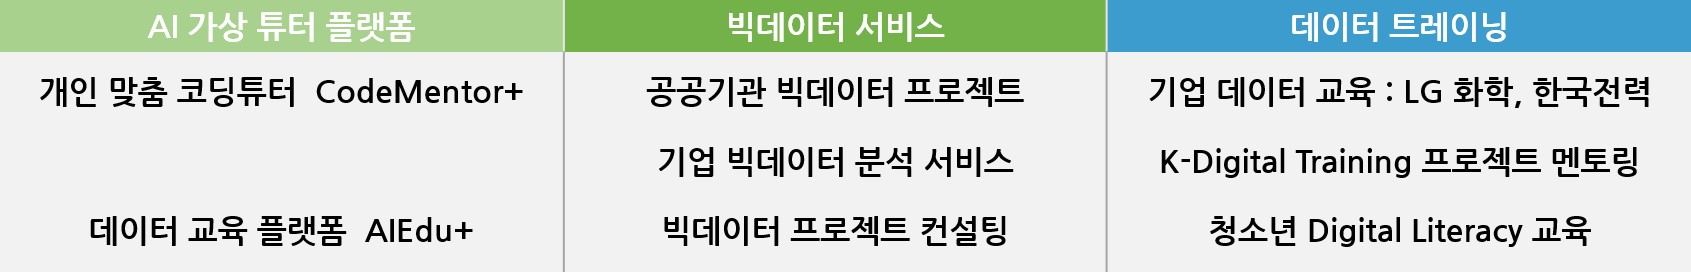 AI 가상 튜터 플랫폼
빅데이터 서비스
데이터 트레이닝
개인 맞춤 코딩튜터 CodeMentor+
공공기관 빅데이터 프로젝트
기업 데이터 교육 : LG 화학, 한국전력
기업 빅데이터 분석 서비스
K-Digital Training 프로젝트 멘토링
데이터 교육 플랫폼 AIEdu+
빅데이터 프로젝트 컨설팅
청소년 Digital Literacy 교육